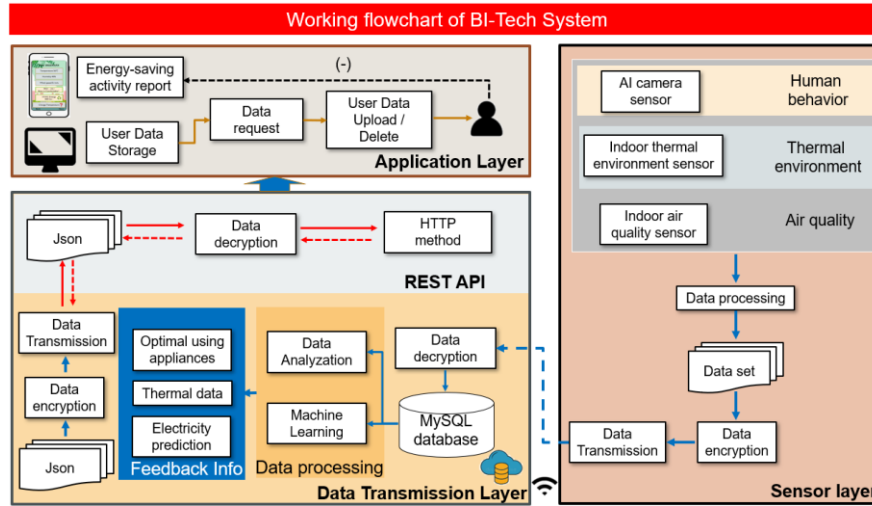 Working flowchart of BI-Tech System
Energy-saving
activity report
(-)
Data
request
User Data
Upload /
Delete
User Data
Storage
Application Layer
Json
Data
decryption
HTTP
method
REST API
Data
Transmission
Data
encryption
Json
Optimal using
appliances
Thermal data
Electricity
prediction
Feedback Info
Data
Analyzation
Machine
Learning
Data processing
Data
decryption
MySQL
database
Data Transmission Layer
AI camera
sensor
Human
behavior
Indoor thermal
environment sensor
Thermal
environment
Indoor air
quality sensor
Air quality
Data processing
Data set
Data
encryption
Data
Transmission
Sensor layer